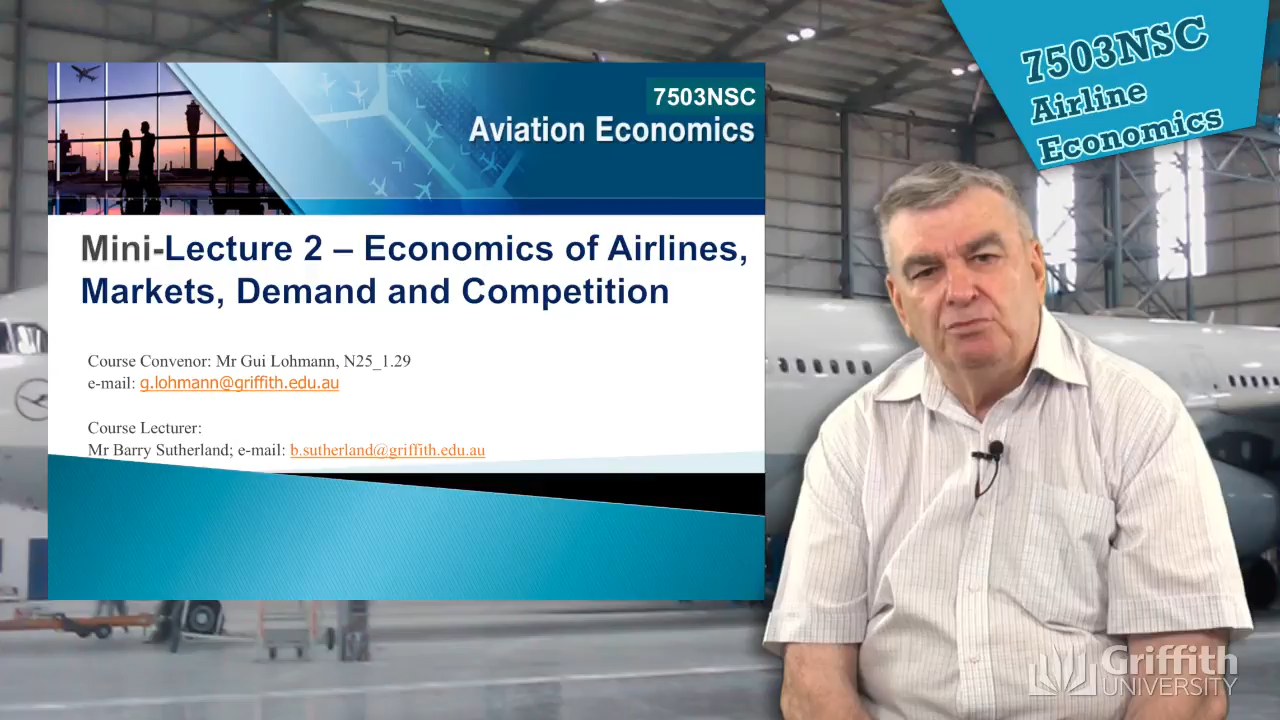 7503NSC
Aviation Economics
Mini-Lecture 2 – Economics of Airlines,
Markets, Demand and Competition
Course Convenor: Mr Gui Lohmann, N25_1.29
e-mail: g.lohmann@griffith.edu.au
Course Lecturer:
Mr Barry Sutherland; e-mail: b.sutherland@griffith.edu.au
7503NSC
Airline
Economics
Griffith
UNIVERSITY